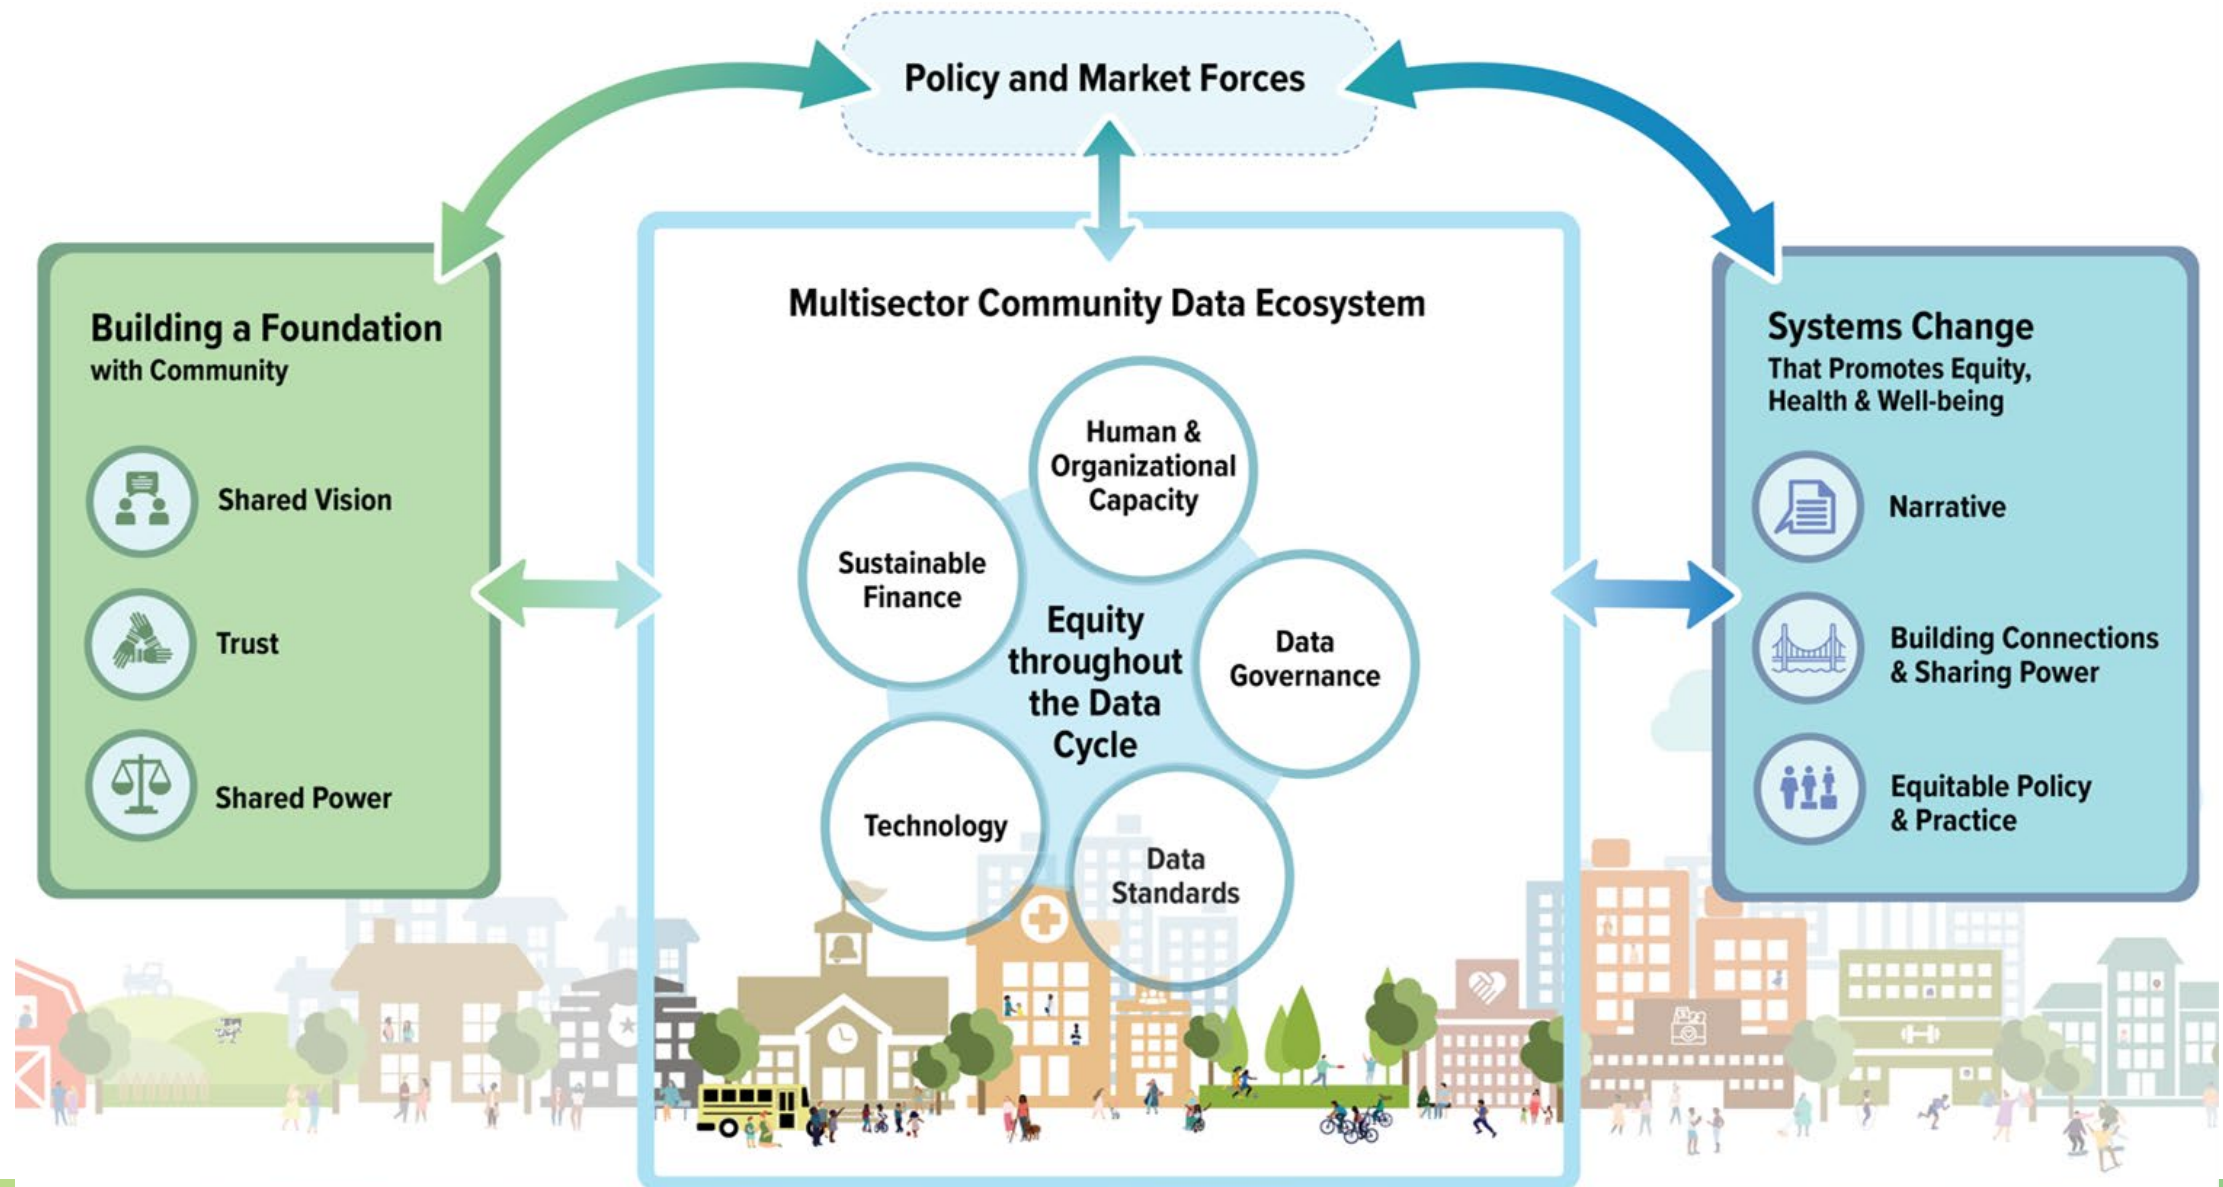 Policy and Market Forces
Building a Foundation
with Community
Shared Vision
Trust
Shared Power
Multisector Community Data Ecosystem
Human &
Organizational
Capacity
Sustainable
Finance
Equity
throughout
the Data
Cycle
Data
Governance
Technology
Data
Standards
Systems Change
That Promotes Equity,
Health & Well-being
Narrative
Building Connections
& Sharing Power
Equitable Policy
& Practice